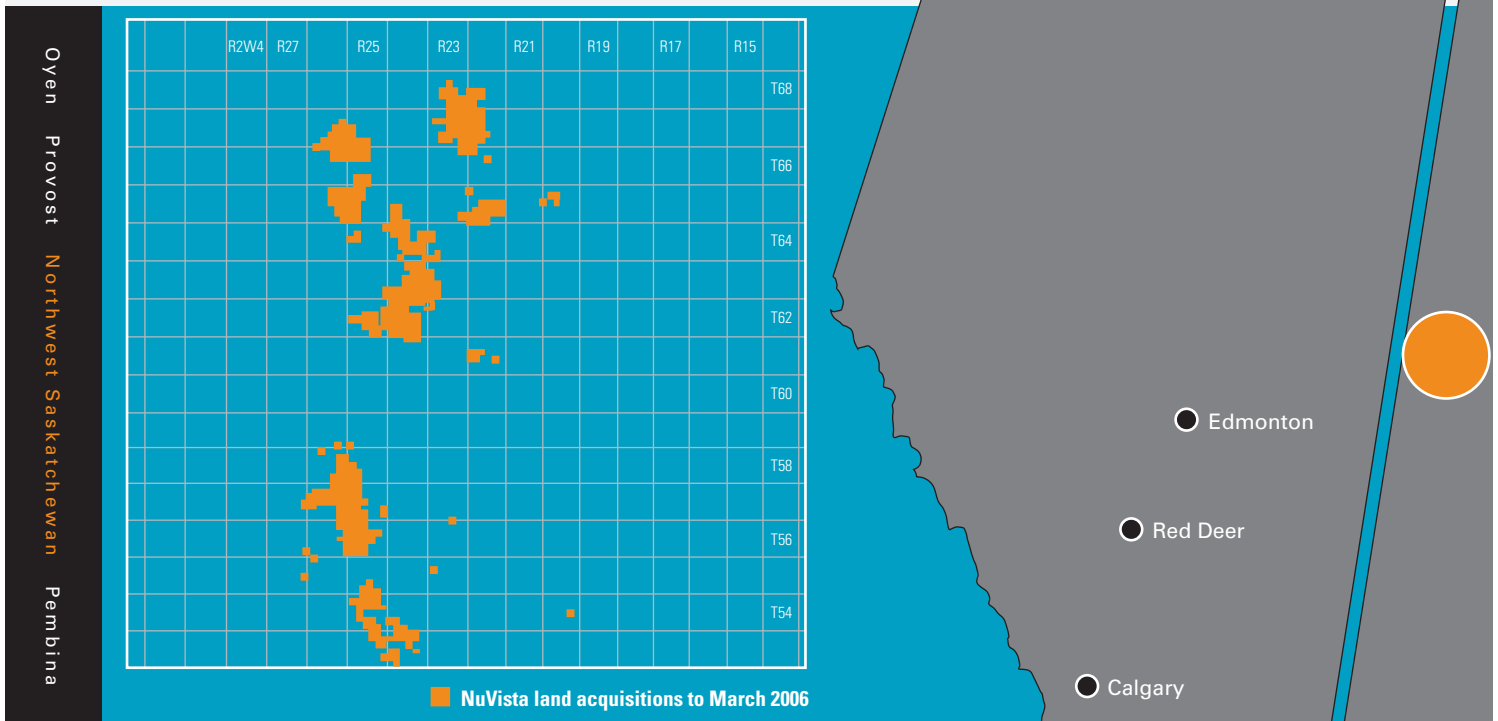 Oyen Provost Northwest Saskatchewan Pembina
R2W4 R27 R25 R23 R21 R19 R17 R15
T68
T66
T64
T62
T60
T58
T56
T54
NuVista land acquisitions to March 2006
Edmonton
Red Deer
Calgary